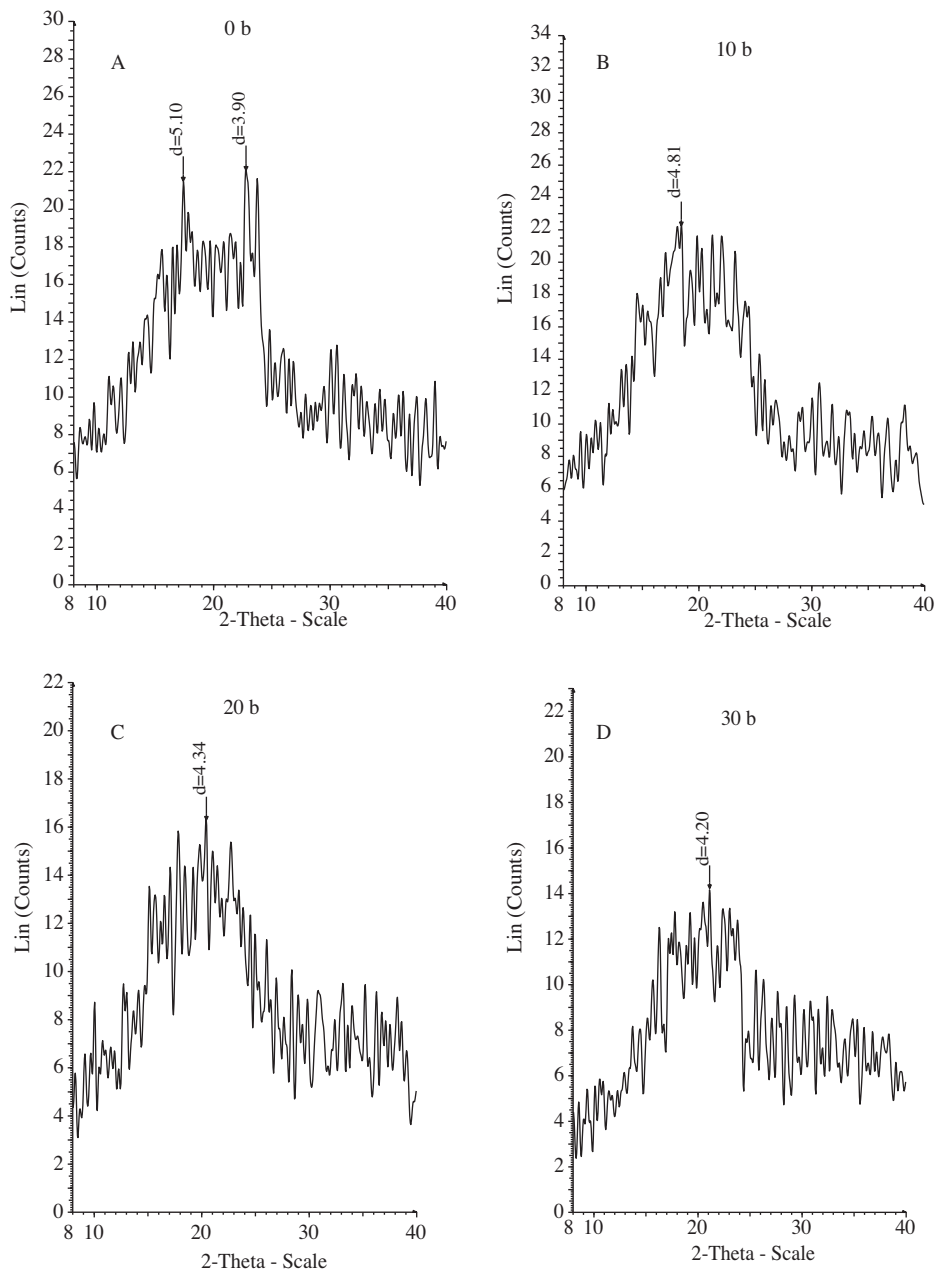 0 b
A
30
28
26
24
22
20
18
16
14
12
10
8
6
4
2
0
Lin (Counts)
d=5.10
d=3.90
8 10 20 30 40
2-Theta - Scale
10 b
B
34
32
30
28
26
24
22
20
18
16
14
12
10
8
6
4
2
0
Lin (Counts)
d=4.81
8 10 20 30 40
2-Theta - Scale
20 b
C
22
20
18
16
14
12
10
8
6
4
2
0
Lin (Counts)
d=4.34
8 10 20 30 40
2-Theta - Scale
30 b
D
22
20
18
16
14
12
10
8
6
4
2
0
Lin (Counts)
d=4.20
8 10 20 30 40
2-Theta - Scale